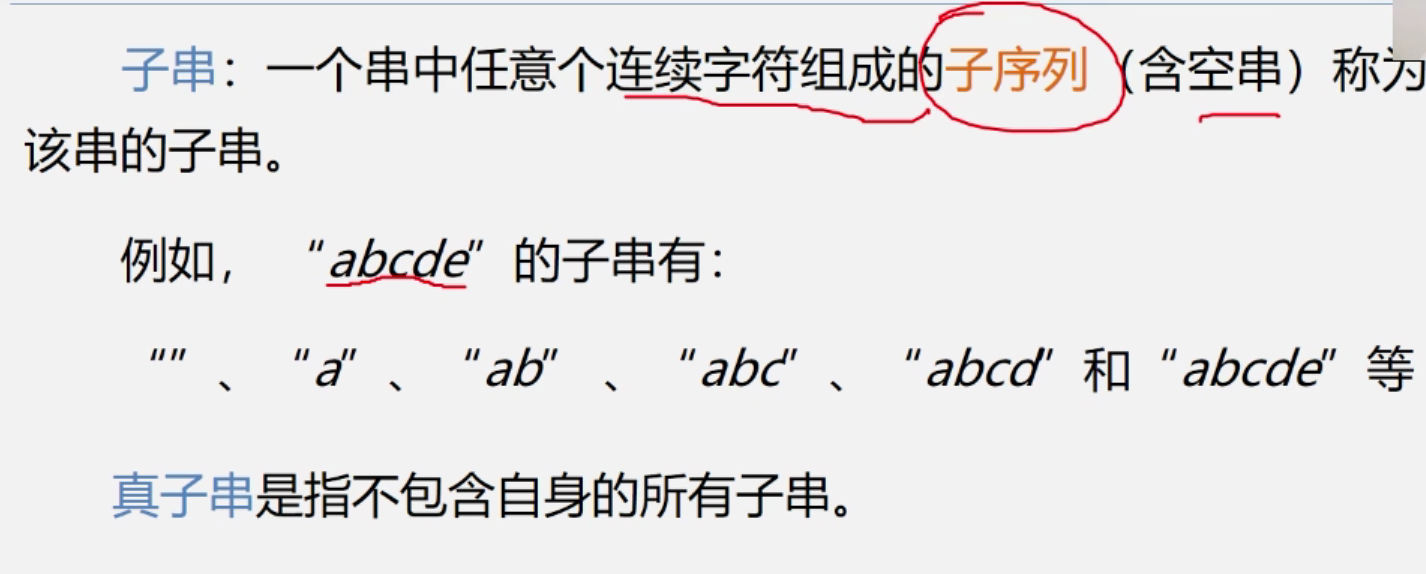 子串：一个串中任意个连续字符组成的子序列（含空串）称为
该串的子串。
例如，“abcde”的子串有：
“”、“a”、“ab”、“abc”、“abcd”和“abcde”等
真子串是指不包含自身的所有子串。